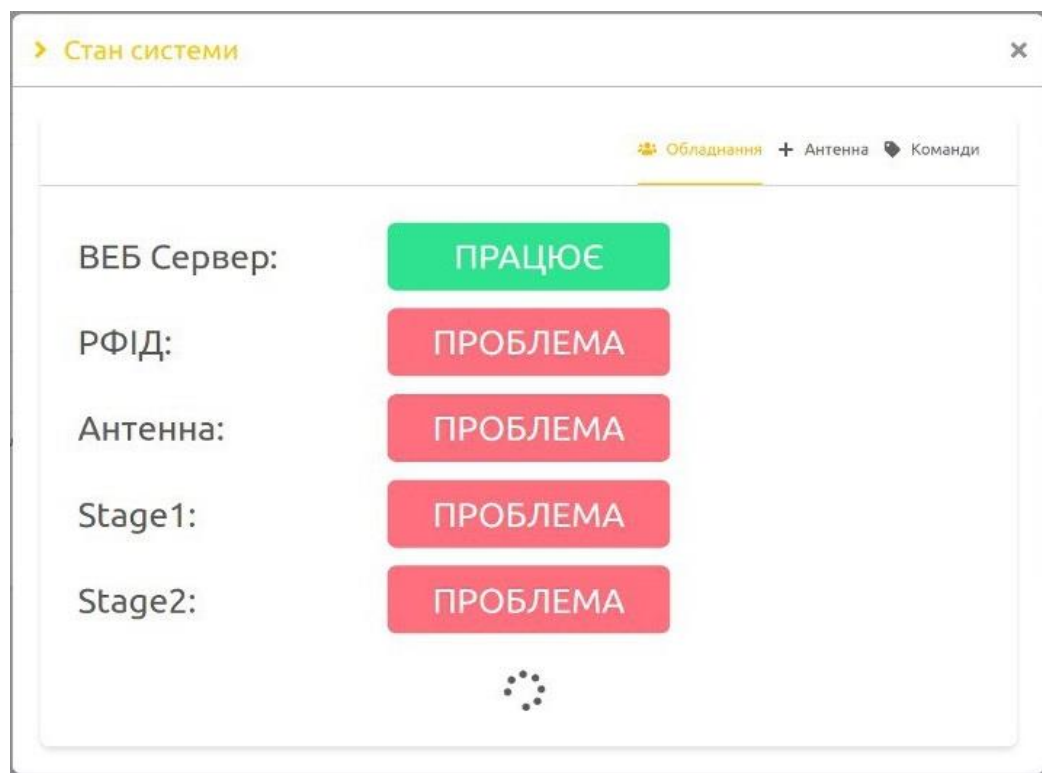 Стан системи
Обладнання Антенна Команди
ВЕБ Сервер: ПРАЦЮЄ
РФІД: ПРОБЛЕМА
Антенна: ПРОБЛЕМА
Stage1: ПРОБЛЕМА
Stage2: ПРОБЛЕМА